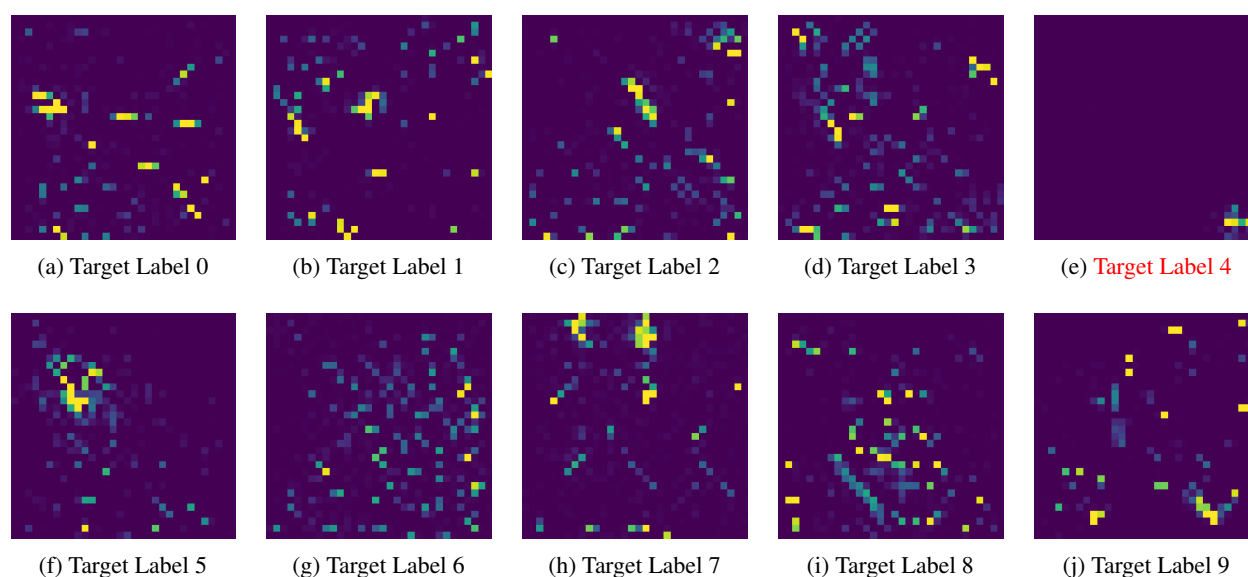 (a) Target Label 0
(b) Target Label 1
(c) Target Label 2
(d) Target Label 3
(e) Target Label 4
(f) Target Label 5
(g) Target Label 6
(h) Target Label 7
(i) Target Label 8
(j) Target Label 9